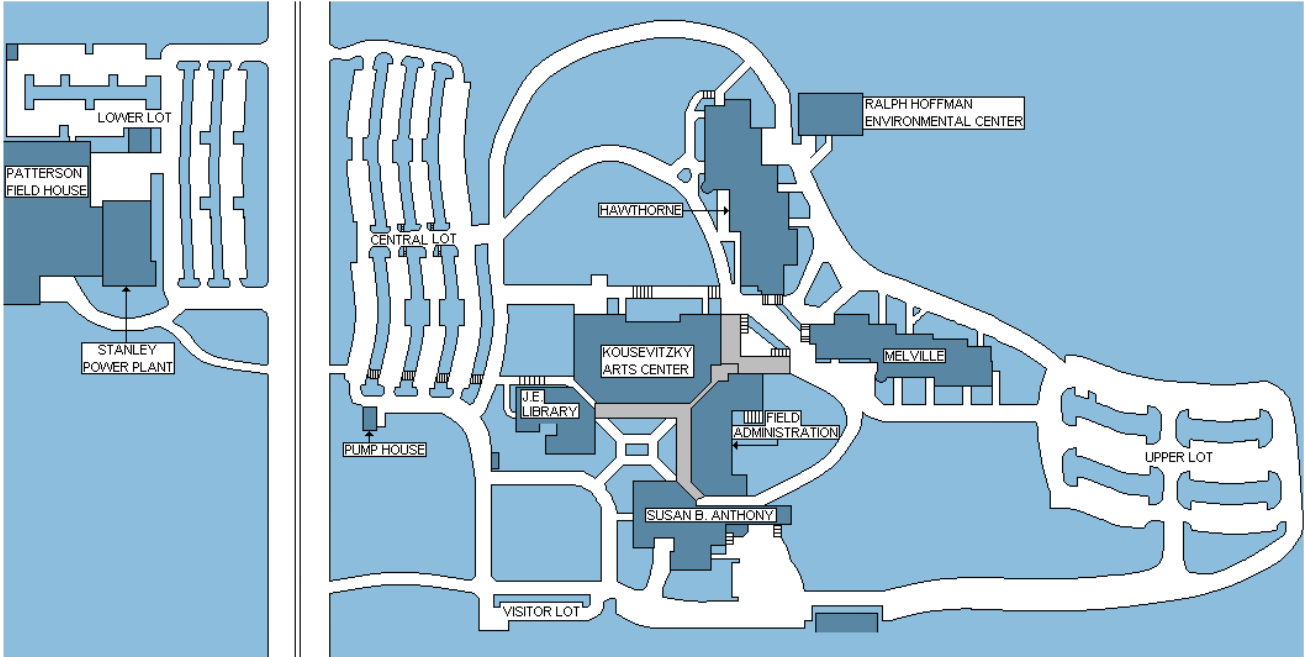 RALPH HOFFMAN
ENVIRONMENTAL CENTER
LOWER LOT
PATTERSON
FIELD HOUSE
HAWTHORNE
CENTRAL LOT
STANLEY
POWER PLANT
KOUSEVITZKY
ARTS CENTER
MELVILLE
J.E.
LIBRARY
FIELD
ADMINISTRATION
PUMP HOUSE
UPPER LOT
SUSAN B. ANTHONY
VISITOR LOT